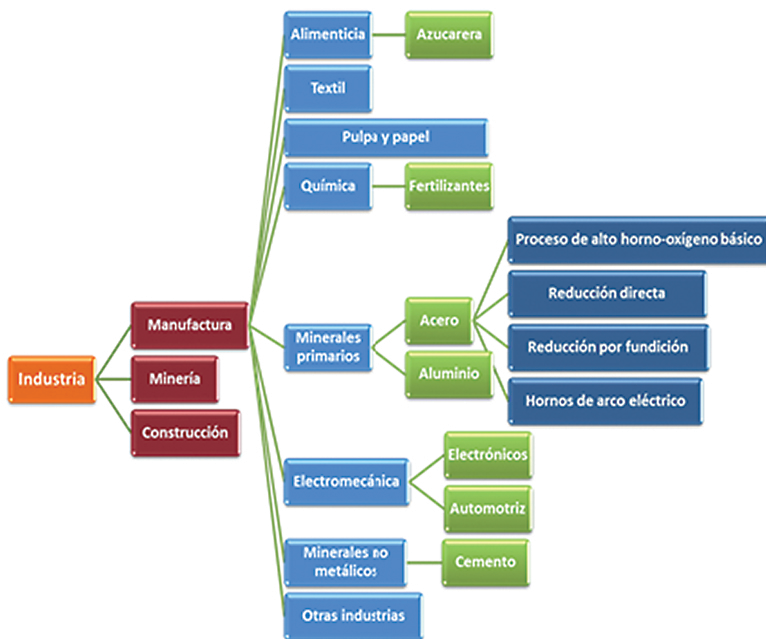 Industria
Manufactura
Minería
Construcción
Alimenticia
Azucarera
Textil
Pulpa y papel
Química
Fertilizantes
Minerales
primarios
Acero
Aluminio
Proceso de alto horno-oxígeno básico
Reducción directa
Reducción por fundición
Hornos de arco eléctrico
Electromecánica
Electrónicos
Automotriz
Minerales no
metálicos
Cemento
Otras industrias